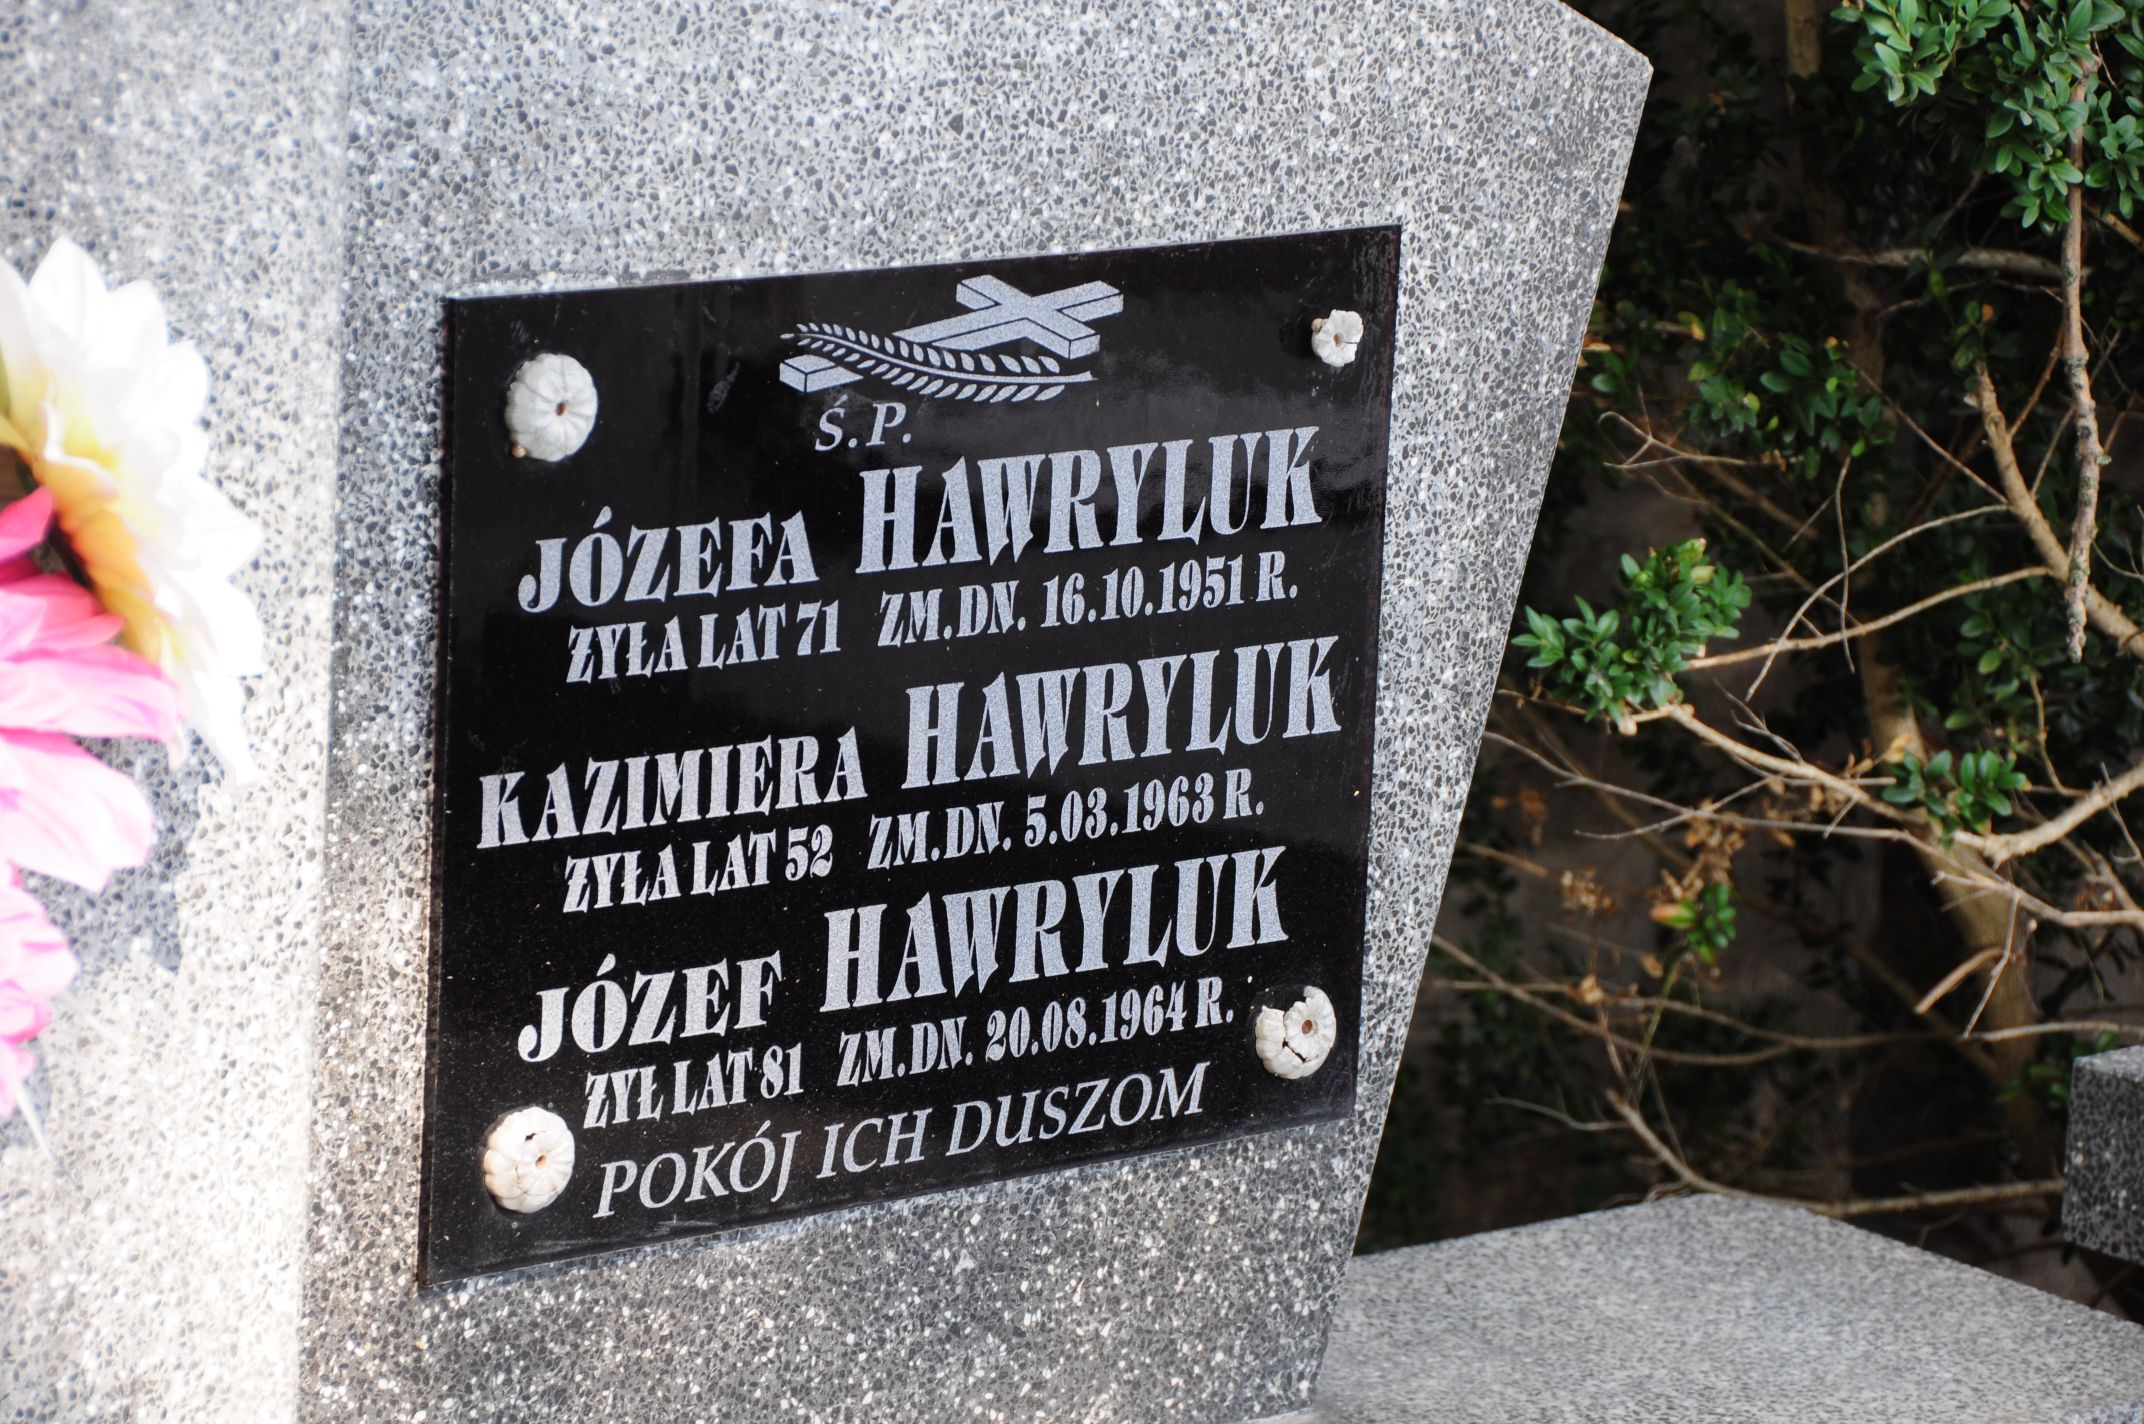 Ś.P.
JÓZEFA HAWRYLUK
ŻYŁA LAT 71 ZM.DN. 16.10.1951 R.
KAZIMIERA HAWRYLUK
ŻYŁA LAT 52 ZM.DN. 5.03.1963 R.
JÓZEF HAWRYLUK
ŻYŁ LAT 81 ZM.DN. 20.08.1964 R.
POKÓJ ICH DUSZOM